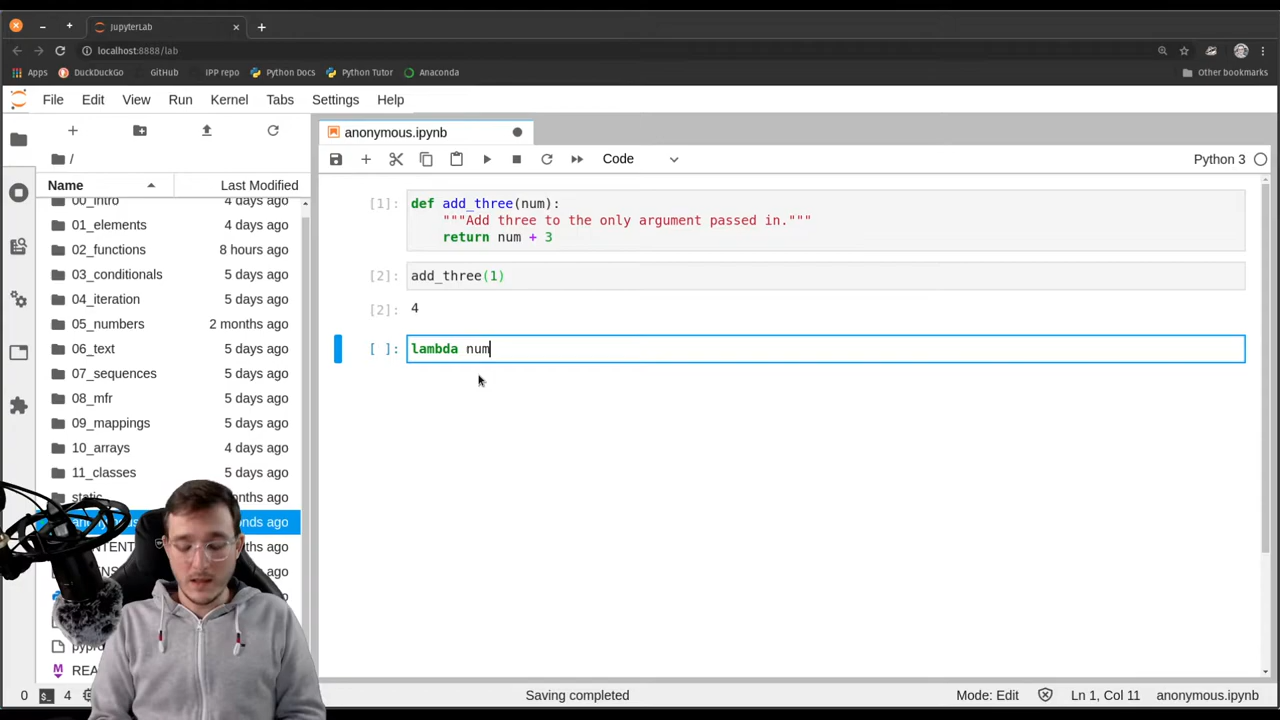 JupyterLab
localhost:8888/lab
Apps DuckDuckGo GitHub IPP repo Python Docs Python Tutor Anaconda Other bookmarks
File Edit View Run Kernel Tabs Settings Help
anonymous.ipynb
/
Code Python 3
Name Last Modified
00_intro 4 days ago
01_elements 4 days ago
02_functions 8 hours ago
03_conditionals 5 days ago
04_iteration 5 days ago
05_numbers 2 months ago
06_text 5 days ago
07_sequences 5 days ago
08_mfr 5 days ago
09_mappings 5 days ago
10_arrays 4 days ago
11_classes 5 days ago
static
ago
ago
ago
ago
[1]: def add_three(num):
"""Add three to the only argument passed in."""
return num + 3
[2]: add_three(1)
[2]: 4
[ ]: lambda num
0 $_ 4 Saving completed Mode: Edit Ln 1, Col 11 anonymous.ipynb